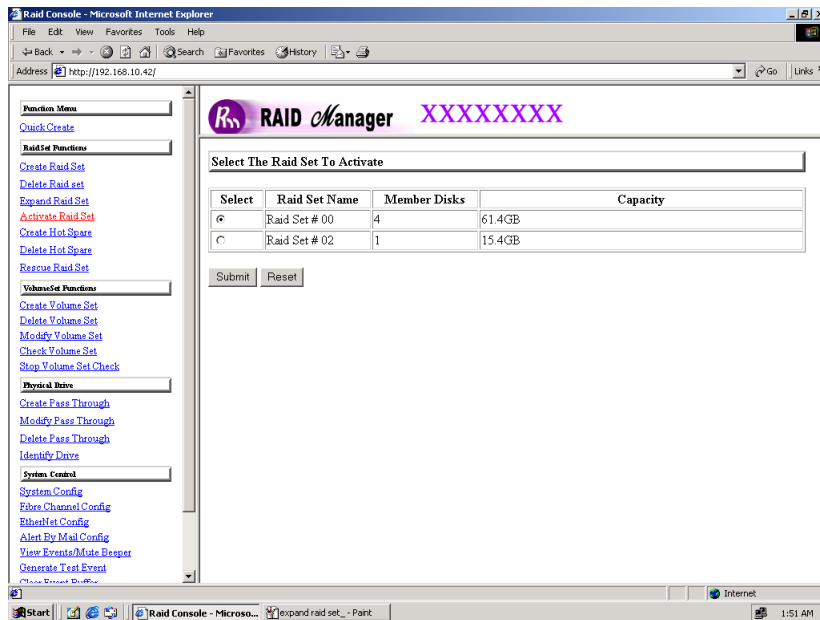 Raid Console - Microsoft Internet Explorer
File Edit View Favorites Tools Help
Back Search Favorites History
Address http://192.168.10.42/ Go Links
Function Menu
Quick Create
RaidSet Functions
Create Raid Set
Delete Raid set
Expand Raid Set
Activate Raid Set
Create Hot Spare
Delete Hot Spare
Rescue Raid Set
VolumeSet Functions
Create Volume Set
Delete Volume Set
Modify Volume Set
Check Volume Set
Stop Volume Set Check
Physical Drive
Create Pass Through
Modify Pass Through
Delete Pass Through
Identify Drive
System Control
System Config
Fibre Channel Config
EtherNet Config
Alert By Mail Config
View Events/Mute Beeper
Generate Test Event
Clear Event Buffer
Rm RAID Manager XXXXXXXX
Select The Raid Set To Activate
Select Raid Set Name Member Disks Capacity
Raid Set # 00 4 61.4GB
Raid Set # 02 1 15.4GB
Submit Reset
Internet
Start Raid Console - Microso... expand raid set_ - Paint 1:51 AM